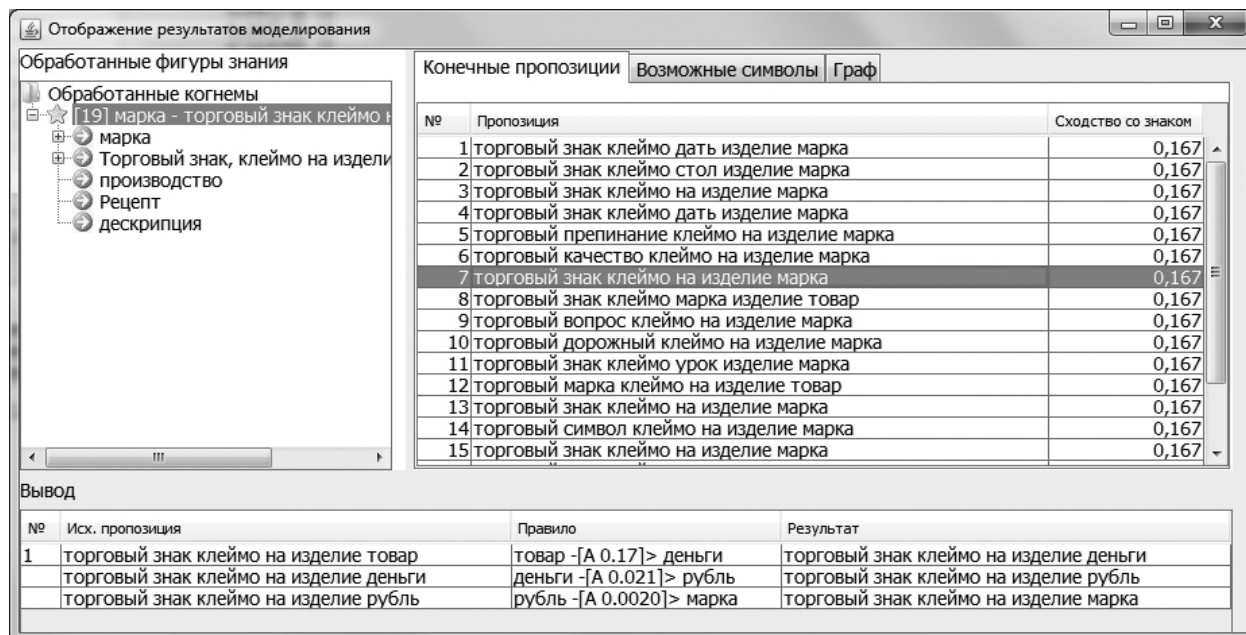 Отображение результатов моделирования
Обработанные фигуры знания
Обработанные когнемы
[19] марка - торговый знак клеймо н
марка
Торговый знак, клеймо на издели
производство
Рецепт
дескрипция
Конечные пропозиции Возможные символы Граф
№ Пропозиция Сходство со знаком
1 торговый знак клеймо дать изделие марка 0,167
2 торговый знак клеймо стол изделие марка 0,167
3 торговый знак клеймо на изделие марка 0,167
4 торговый знак клеймо дать изделие марка 0,167
5 торговый препинание клеймо на изделие марка 0,167
6 торговый качество клеймо на изделие марка 0,167
7 торговый знак клеймо на изделие марка 0,167
8 торговый знак клеймо марка изделие товар 0,167
9 торговый вопрос клеймо на изделие марка 0,167
10 торговый дорожный клеймо на изделие марка 0,167
11 торговый знак клеймо урок изделие марка 0,167
12 торговый марка клеймо на изделие товар 0,167
13 торговый знак клеймо на изделие марка 0,167
14 торговый символ клеймо на изделие марка 0,167
15 торговый знак клеймо на изделие марка 0,167
Вывод
№ Исх. пропозиция Правило Результат
1 торговый знак клеймо на изделие товар товар -[А 0.17]> деньги торговый знак клеймо на изделие деньги
торговый знак клеймо на изделие деньги деньги -[А 0.021]> рубль торговый знак клеймо на изделие рубль
торговый знак клеймо на изделие рубль рубль -[А 0.0020]> марка торговый знак клеймо на изделие марка